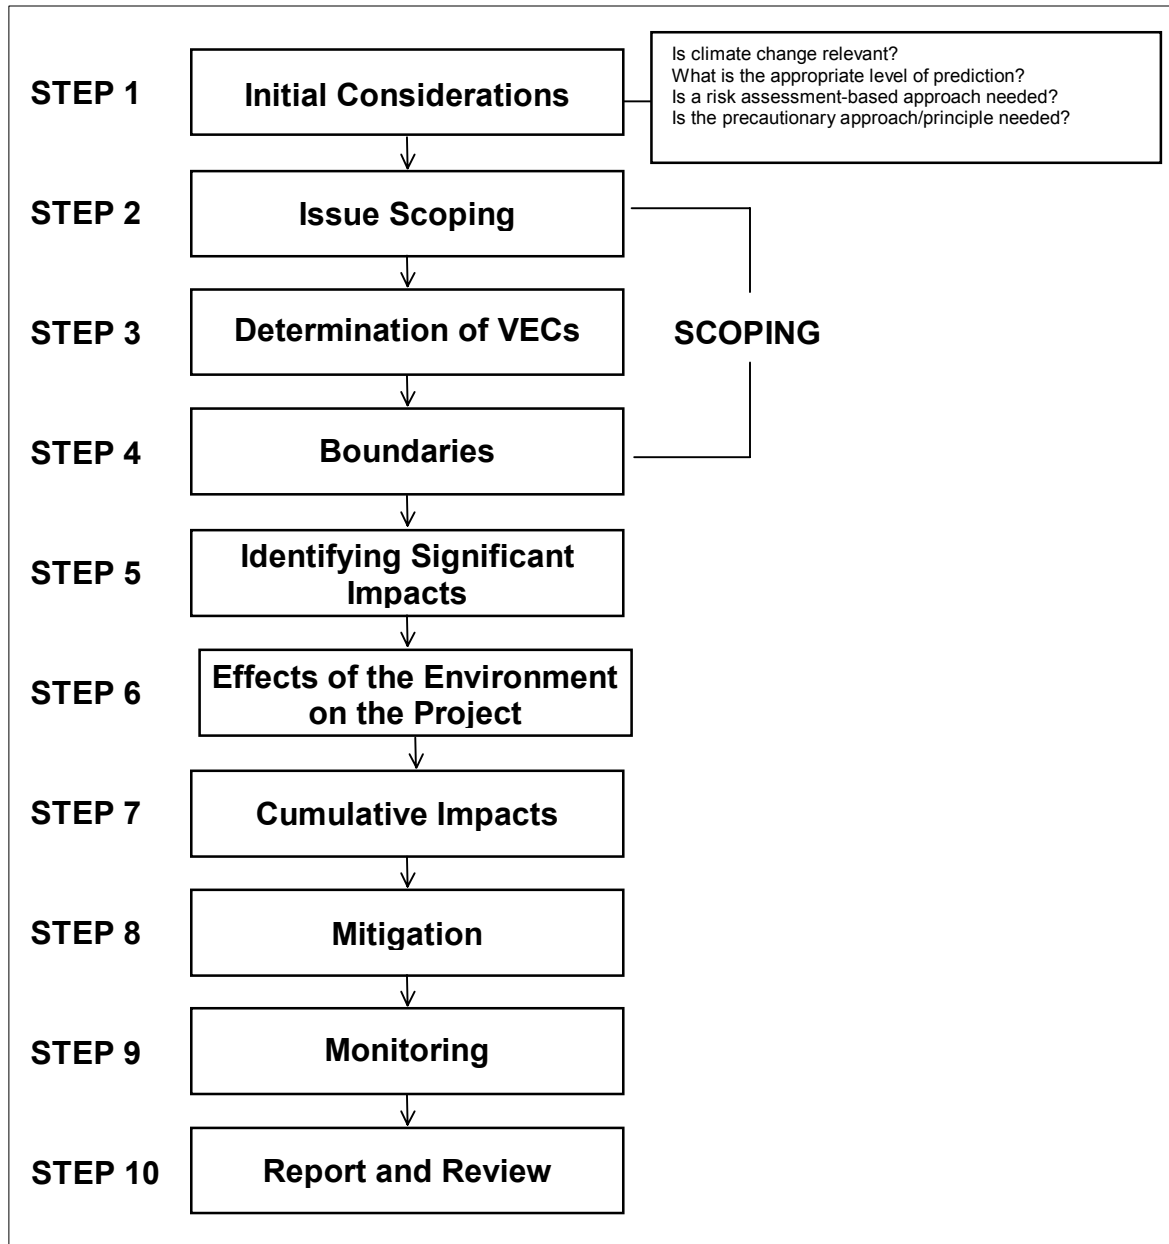 STEP 1
Initial Considerations
Is climate change relevant?
What is the appropriate level of prediction?
Is a risk assessment-based approach needed?
Is the precautionary approach/principle needed?
STEP 2
Issue Scoping
STEP 3
Determination of VECs
SCOPING
STEP 4
Boundaries
STEP 5
Identifying Significant
Impacts
STEP 6
Effects of the Environment
on the Project
STEP 7
Cumulative Impacts
STEP 8
Mitigation
STEP 9
Monitoring
STEP 10
Report and Review